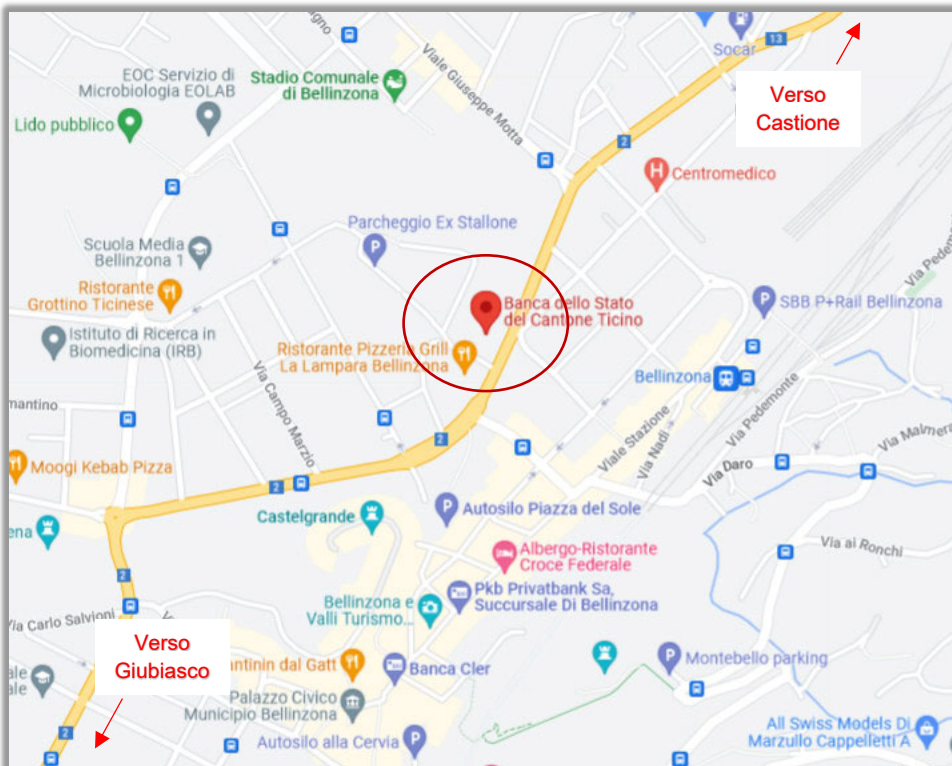 EOC Servizio di
Microbiologia EOLAB
Stadio Comunale
di Bellinzona
Viale Giuseppe Motta
Socar
13
Verso
Castione
Lido pubblico
2
Centromedico
Parcheggio Ex Stallone
Scuola Media
Bellinzona 1
Ristorante
Grottino Ticinese
Banca dello Stato
del Cantone Ticino
SBB P+Rail Bellinzona
Istituto di Ricerca in
Biomedicina (IRB)
Ristorante Pizzeria Grill
La Lampara Bellinzona
Bellinzona
Via Campo Marzio
Viale Stazione
Via Nadi
Via Pedemonte
Via Malmera
Moogi Kebab Pizza
2
Via Daro
2
Castelgrande
Autosilo Piazza del Sole
Albergo-Ristorante
Croce Federale
Via ai Ronchi
2
Pkb Privatbank Sa,
Succursale Di Bellinzona
Bellinzona e
Valli Turismo...
Via Carlo Salvioni
Verso
Giubiasco
Banca Cler
Montebello parking
Palazzo Civico
Municipio Bellinzona
2
Autosilo alla Cervia
All Swiss Models Di
Marzullo Cappelletti A